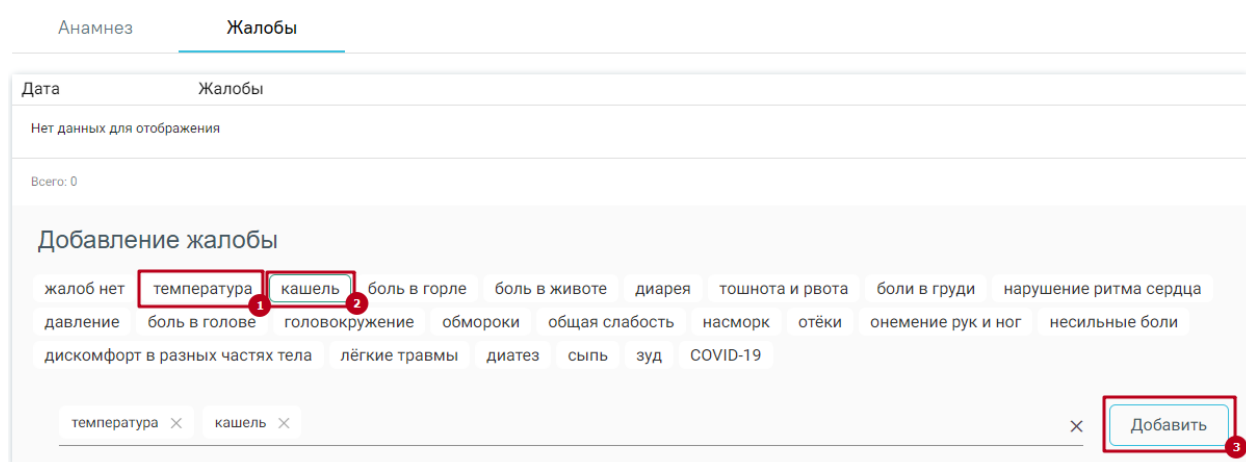 Анамнез Жалобы
Дата Жалобы
Нет данных для отображения
Всего: 0
Добавление жалобы
жалоб нет температура кашель боль в горле боль в животе диарея тошнота и рвота боли в груди нарушение ритма сердца
1 2
давление боль в голове головокружение обмороки общая слабость насморк отёки онемение рук и ног несильные боли
дискомфорт в разных частях тела лёгкие травмы диатез сыпь зуд COVID-19
температура × кашель × × Добавить
3